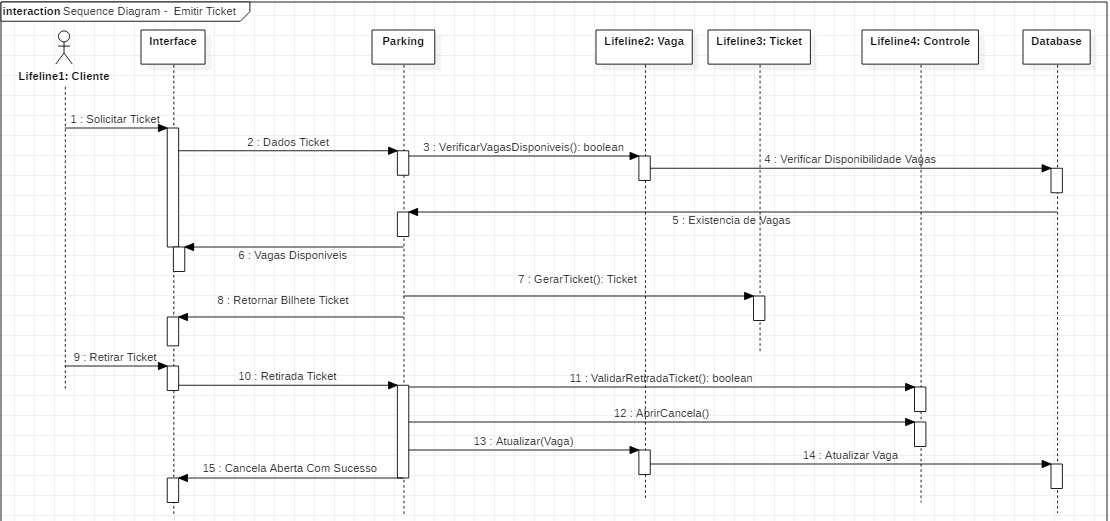 interaction Sequence Diagram - Emitir Ticket
Interface
Parking
Lifeline2: Vaga
Lifeline3: Ticket
Lifeline4: Controle
Database
Lifeline1: Cliente
1 : Solicitar Ticket
2 : Dados Ticket
3 : VerificarVagasDisponiveis(): boolean
4 : Verificar Disponibilidade Vagas
5 : Existencia de Vagas
6 : Vagas Disponiveis
7 : GerarTicket(): Ticket
8 : Retornar Bilhete Ticket
9 : Retirar Ticket
10 : Retirada Ticket
11 : ValidarRetiradaTicket(): boolean
12 : AbrirCancela()
13 : Atualizar(Vaga)
14 : Atualizar Vaga
15 : Cancela Aberta Com Sucesso